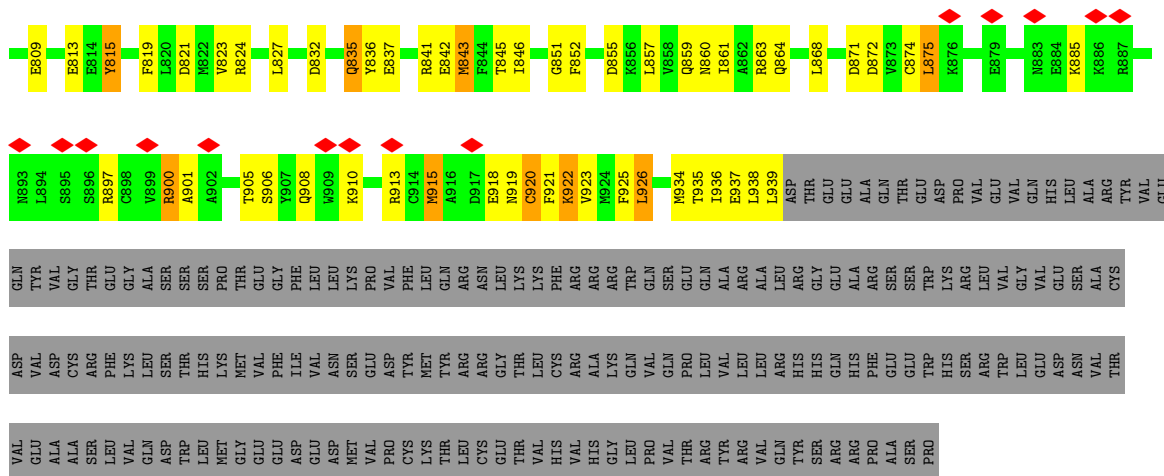 E809 E813 E814 Y815 F819 L820 D821 M822 V823 R824 L827 D832 Q835 Y836 E837 R841 E842 M843 F844 T845 I846 G851 F852 D855 K856 L857 V858 Q859 N860 I861 A862 R863 Q864 L868 D871 D872 V873 C874 L875 K876 E879 N883 E884 K885 K886 R887
N893 L894 S895 S896 R897 C898 V899 R900 A901 A902 T905 S906 Y907 Q908 W909 K910 R913 C914 M915 A916 D917 E918 N919 C920 F921 K922 V923 M924 F925 L926 M934 T935 I936 E937 L938 L939 ASP THR GLU GLU ALA GLN THR GLU ASP PRO VAL GLU VAL GLN HIS LEU ALA ARG TYR VAL GLU
GLN TYR VAL GLY THR GLU GLY ALA SER SER SER PRO THR GLU GLY PHE LEU LEU LYS PRO VAL PHE LEU GLN ARG ASN LEU LYS LYS PHE ARG ARG ARG TRP GLN SER GLU GLN ALA ARG ALA LEU ARG GLY GLU ALA ARG SER SER TRP LYS ARG LEU VAL GLY VAL GLU SER ALA CYS
ASP VAL ASP CYS ARG PHE LYS LEU SER THR HIS LYS MET VAL PHE ILE VAL ASN SER GLU ASP TYR MET TYR ARG ARG GLY THR LEU CYS ARG ALA LYS GLN VAL GLN PRO LEU VAL LEU LEU ARG HIS HIS GLN HIS PHE GLU GLU TRP HIS SER ARG TRP LEU GLU ASP ASN VAL THR
VAL GLU ALA ALA SER LEU VAL GLN ASP TRP LEU MET GLY GLU GLU ASP GLU ASP MET VAL PRO CYS LYS THR LEU CYS GLU THR VAL HIS VAL HIS GLY LEU PRO VAL THR ARG TYR ARG VAL GLN TYR SER ARG ARG PRO ALA SER PRO